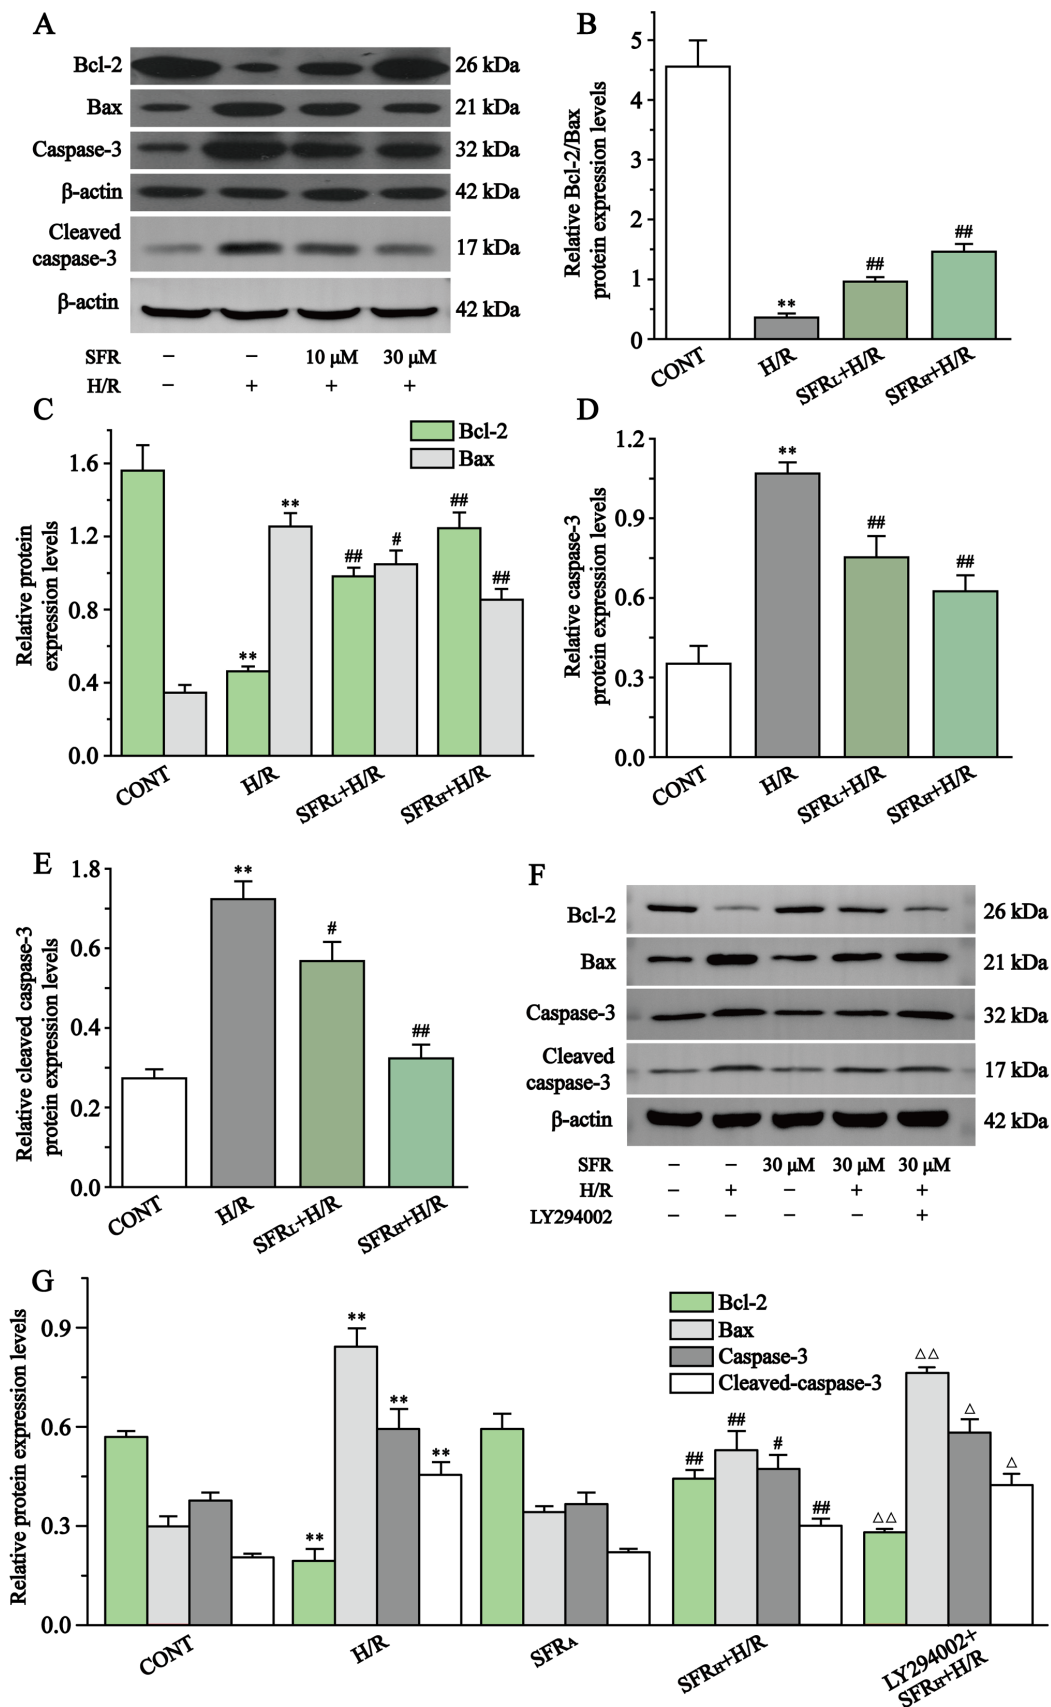 A
Bcl-2 26 kDa
Bax 21 kDa
Caspase-3 32 kDa
β-actin 42 kDa
Cleaved
caspase-3 17 kDa
β-actin 42 kDa
SFR – – 10 μM 30 μM
H/R – + + +
B
Relative Bcl-2/Bax
protein expression levels
5
4
3
2
1
0
**
##
##
CONT H/R SFRL+H/R SFRH+H/R
C
Relative protein
expression levels
Bcl-2
Bax
1.6
1.2
0.8
0.4
0.0
**
**
##
#
##
##
CONT H/R SFRL+H/R SFRH+H/R
D
Relative caspase-3
protein expression levels
1.2
0.9
0.6
0.3
0.0
**
##
##
CONT H/R SFRL+H/R SFRH+H/R
E
Relative cleaved caspase-3
protein expression levels
1.8
0.6
0.4
0.2
0.0
**
#
##
CONT H/R SFRL+H/R SFRH+H/R
F
Bcl-2 26 kDa
Bax 21 kDa
Caspase-3 32 kDa
Cleaved
caspase-3 17 kDa
β-actin 42 kDa
SFR – – 30 μM 30 μM 30 μM
H/R – + – + +
LY294002 – – – – +
G
Relative protein expression levels
Bcl-2
Bax
Caspase-3
Cleaved-caspase-3
0.9
0.6
0.3
0.0
**
**
**
**
##
##
#
##
△△
△△
△
△
CONT H/R SFRA SFRH+H/R LY294002+
SFRH+H/R